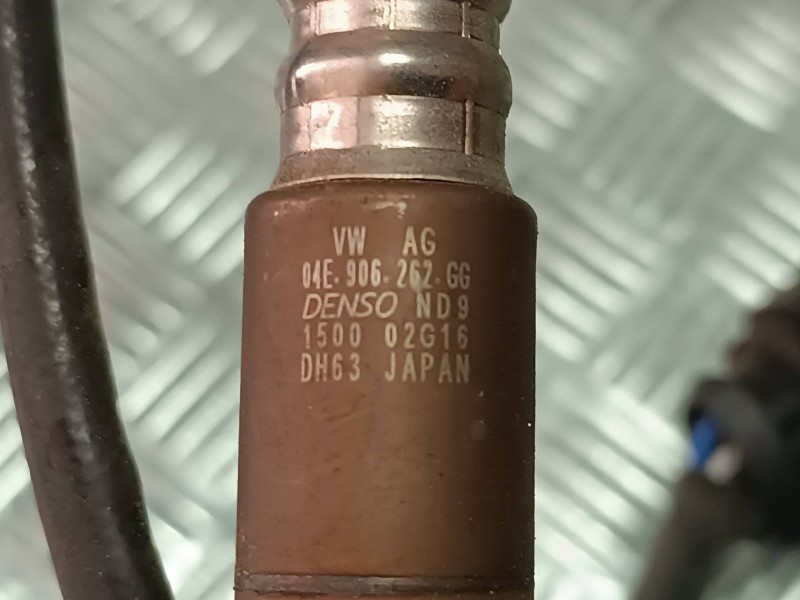 VW AG
04E-906-262-GG
DENSO ND9
1500 02G16
DH63 JAPAN